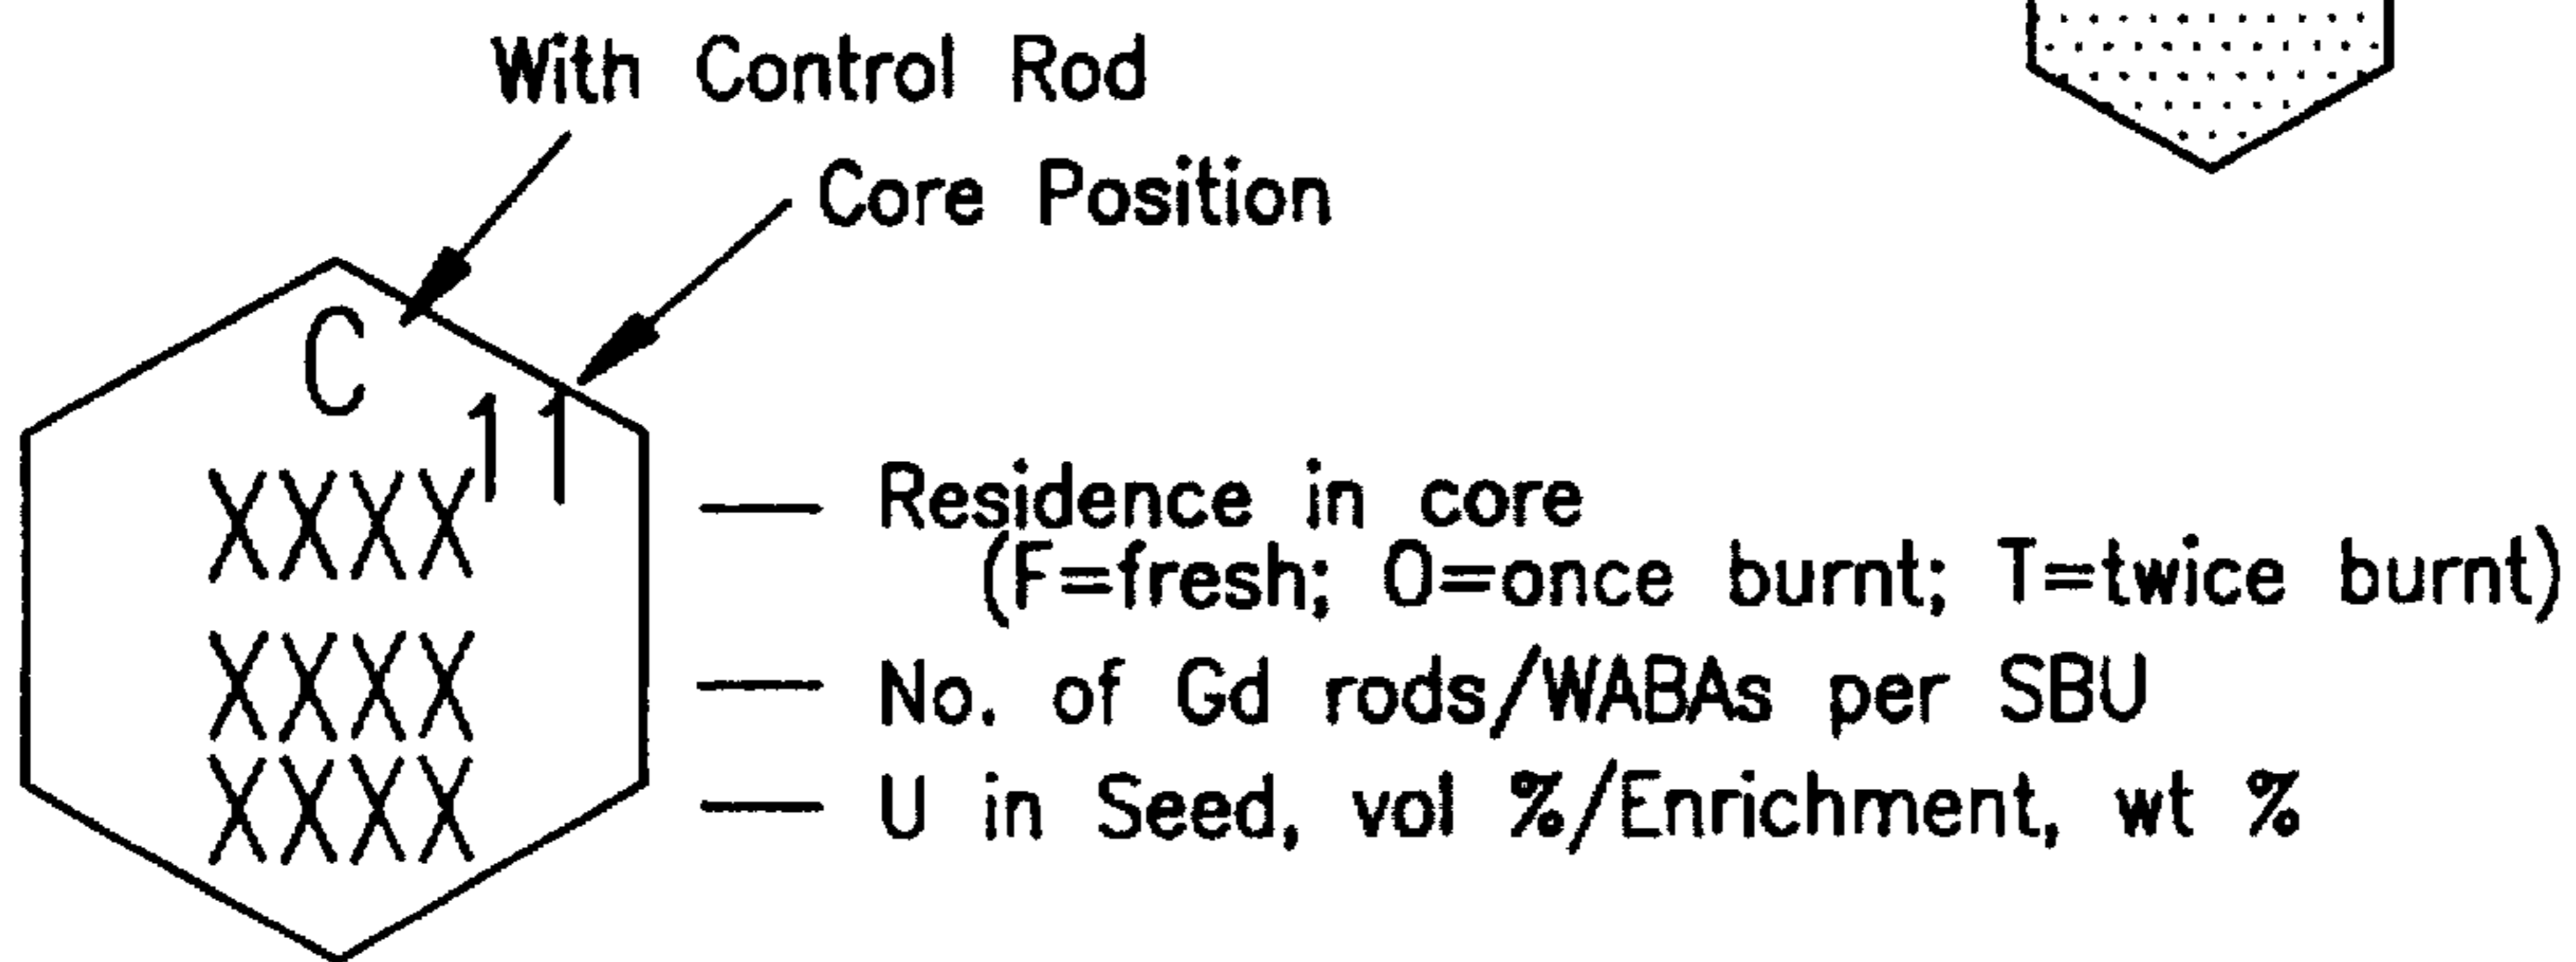 With Control Rod
Core Position
C
11
XXXX — Residence in core
(F=fresh; O=once burnt; T=twice burnt)
XXXX — No. of Gd rods/WABAs per SBU
XXXX — U in Seed, vol %/Enrichment, wt %